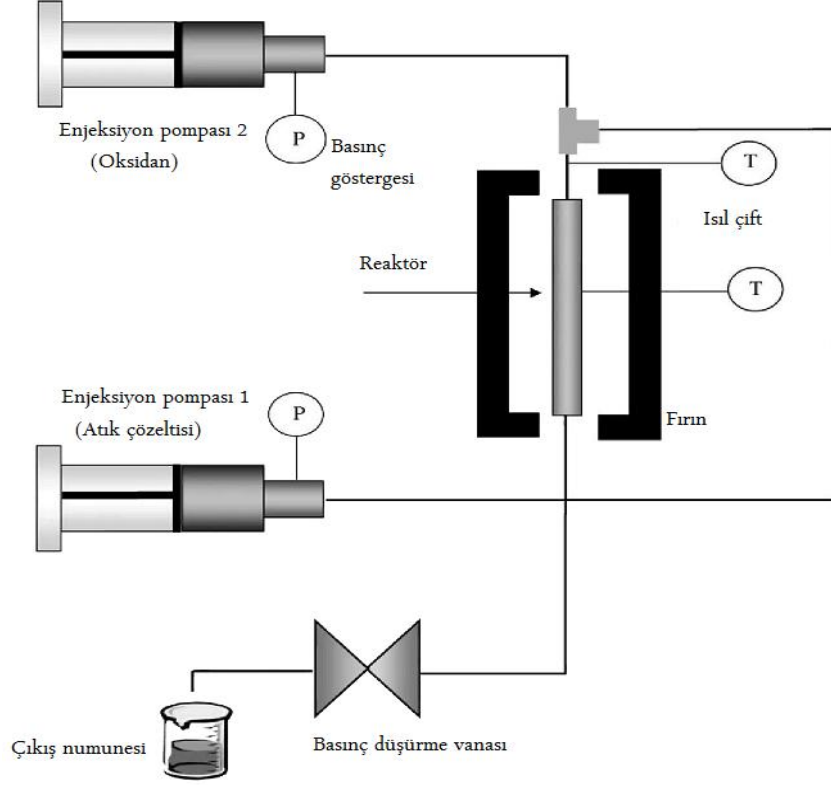 Enjeksiyon pompası 2
(Oksidan)
P
Basınç
göstergesi
T
Isıl çift
Reaktör
T
Enjeksiyon pompası 1
(Atık çözeltisi)
P
Fırın
Çıkış numunesi
Basınç düşürme vanası